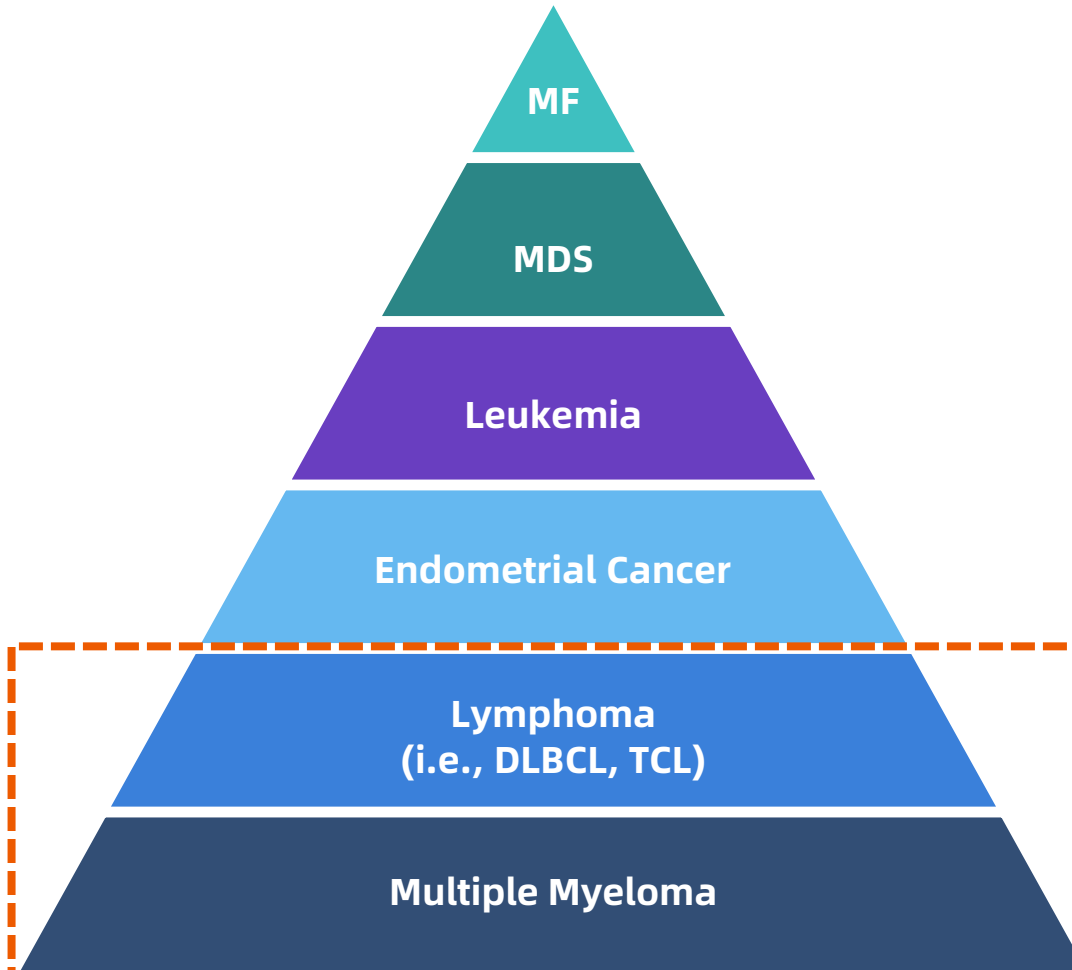 MF
MDS
Leukemia
Endometrial Cancer
Lymphoma
(i.e., DLBCL, TCL)
Multiple Myeloma